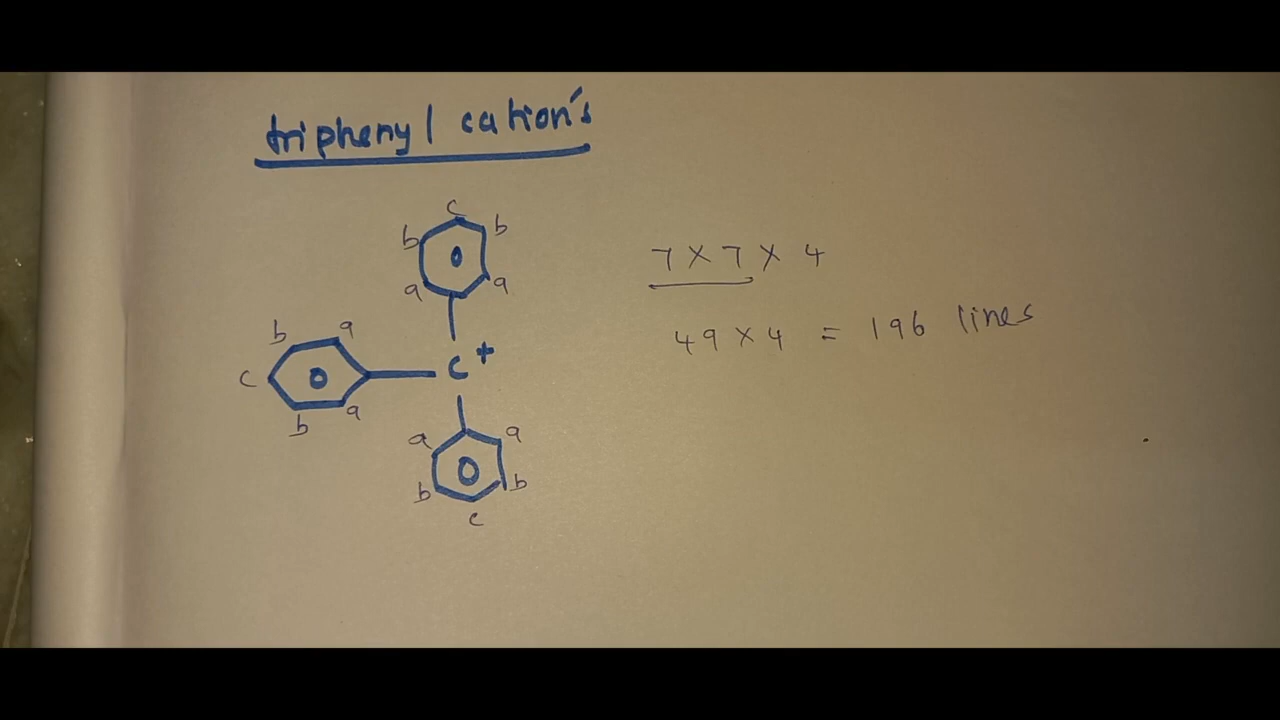 triphenyl cation's
c
b b
a a
7 x 7 x 4
49 x 4 = 196 lines
b a
c C+
b a
a a
b b
c